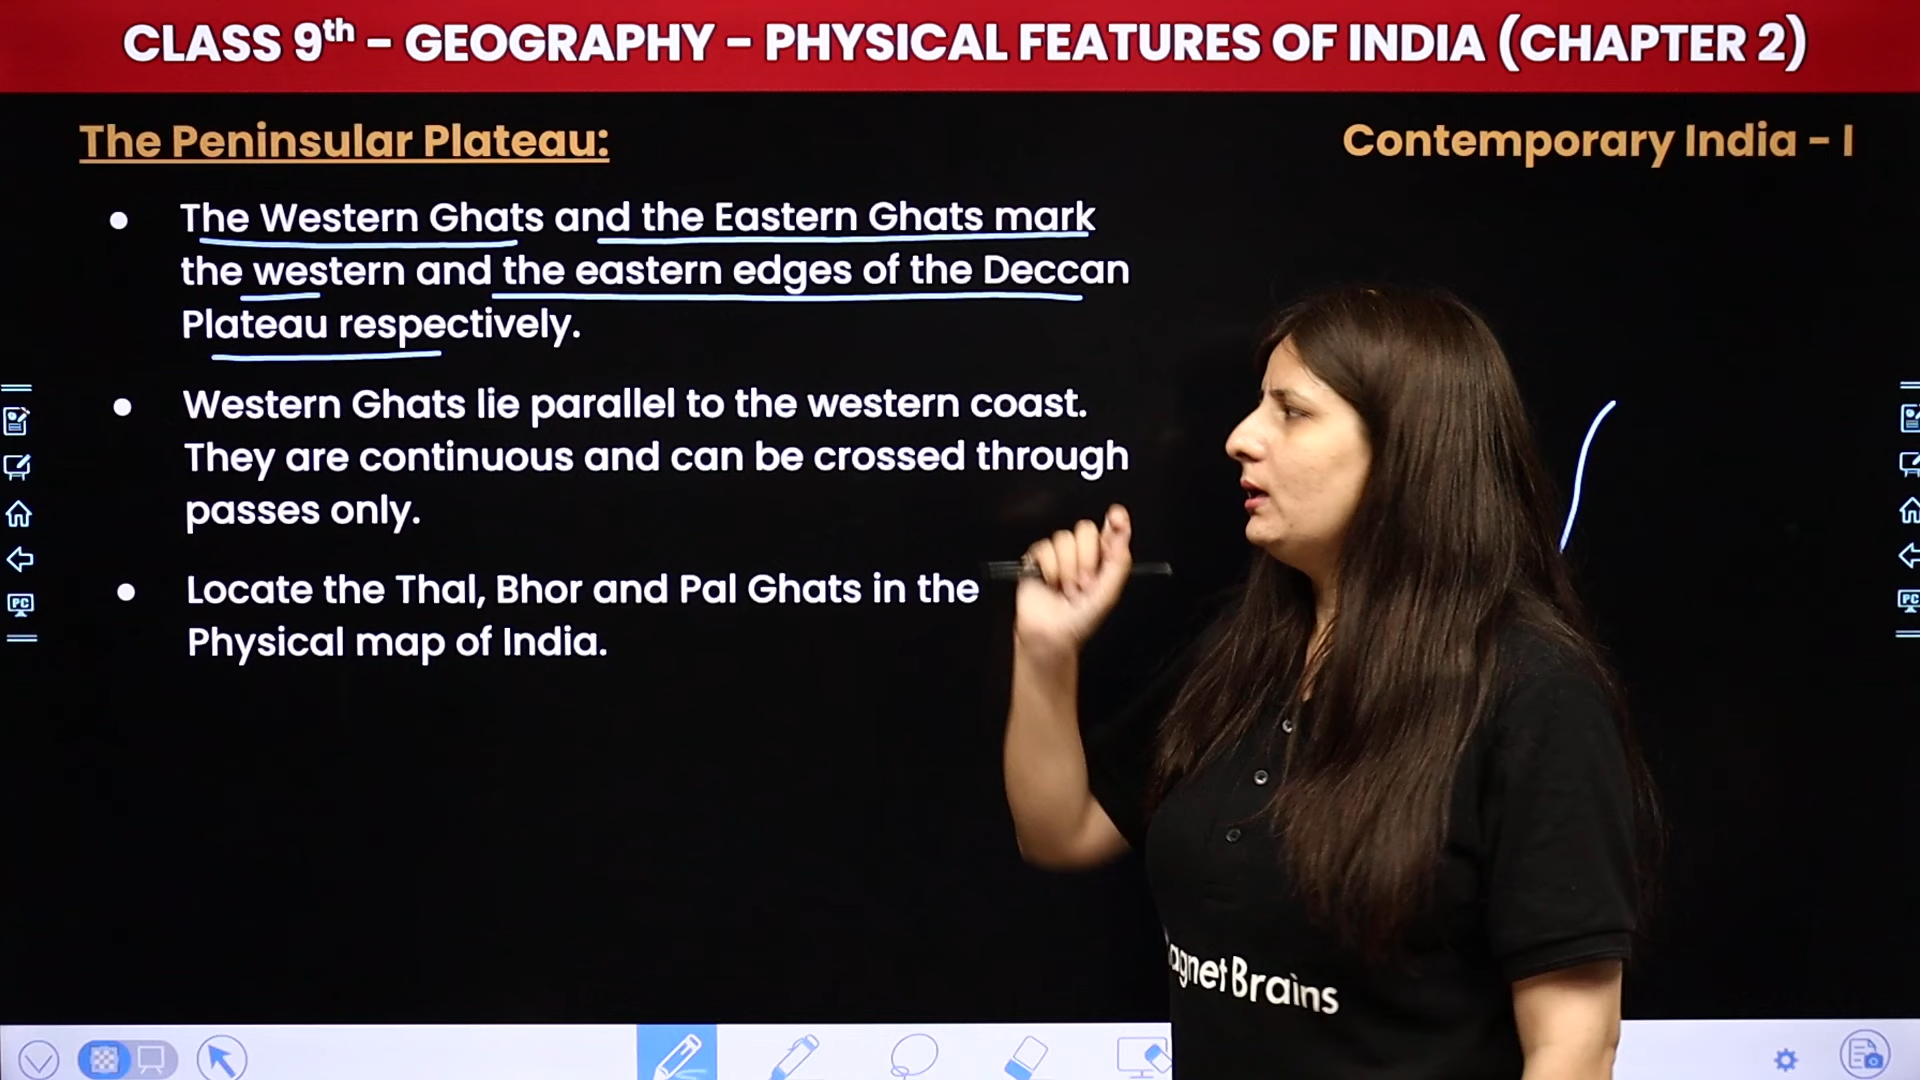 CLASS 9th - GEOGRAPHY - PHYSICAL FEATURES OF INDIA (CHAPTER 2)
The Peninsular Plateau:
Contemporary India - I
• The Western Ghats and the Eastern Ghats mark
the western and the eastern edges of the Deccan
Plateau respectively.
• Western Ghats lie parallel to the western coast.
They are continuous and can be crossed through
passes only.
• Locate the Thal, Bhor and Pal Ghats in the
Physical map of India.
agnet Brains
PC
PC